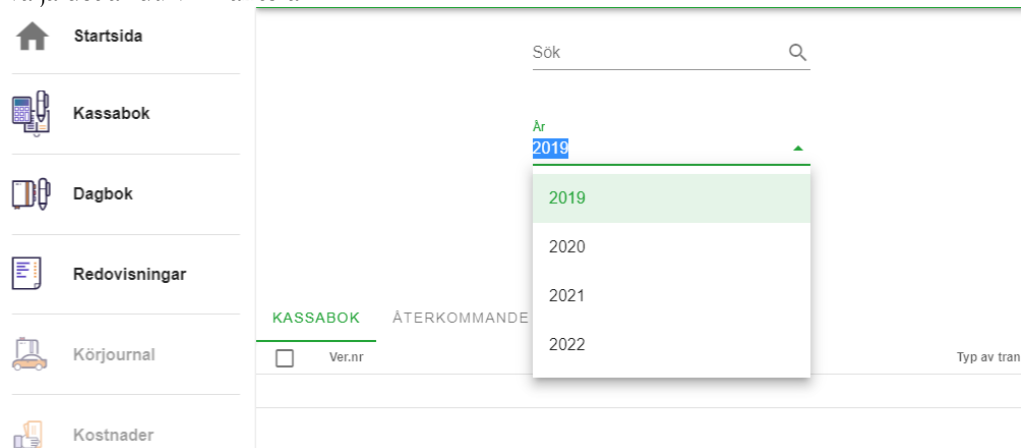 Startsida
Kassabok
Dagbok
Redovisningar
Körjournal
Kostnader
Sök
År
2019
2019
2020
2021
2022
KASSABOK ÅTERKOMMANDE
Ver.nr Typ av tran